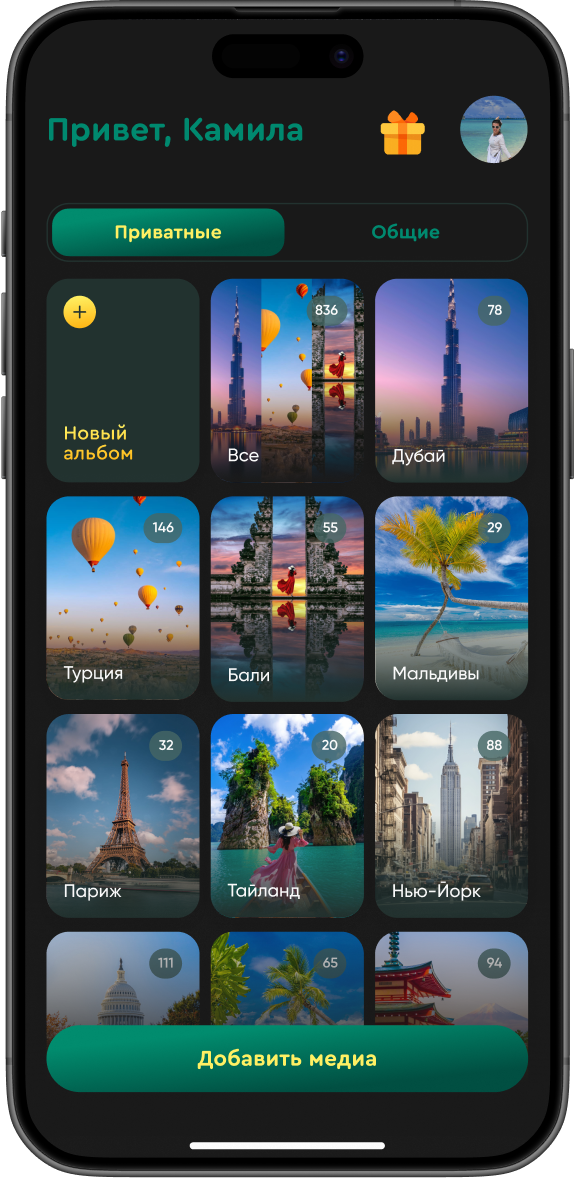 Привет, Камила
Приватные
Общие
Новый
альбом
836
Все
78
Дубай
146
Турция
55
Бали
29
Мальдивы
32
Париж
20
Тайланд
88
Нью-Йорк
111
65
94
Добавить медиа